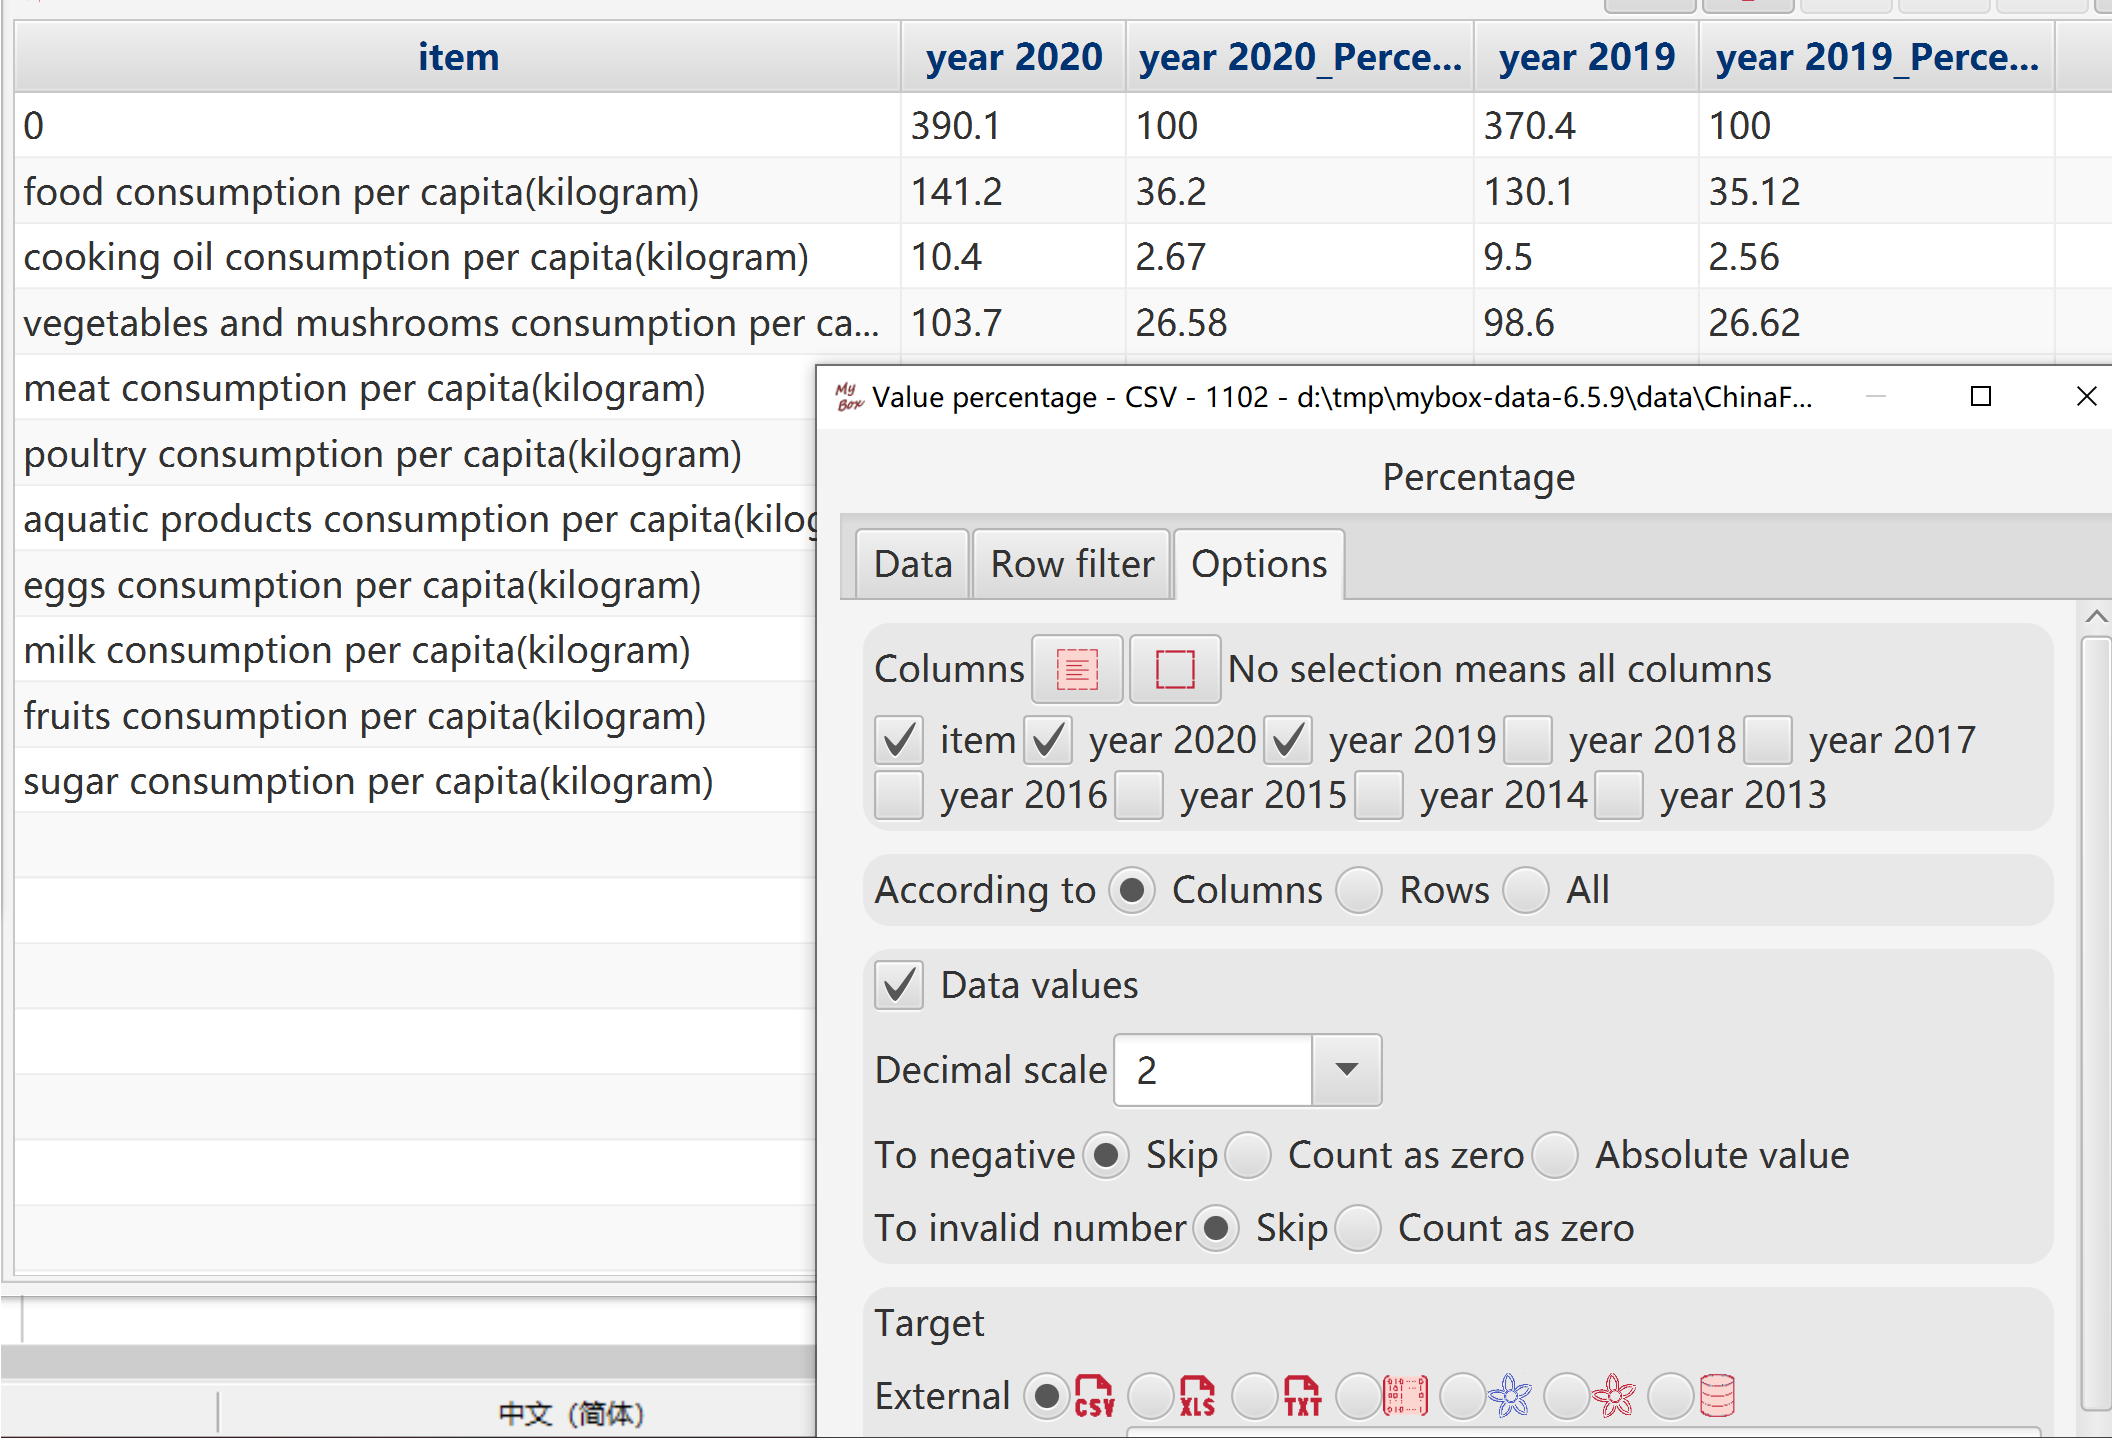 item year 2020 year 2020_Perce... year 2019 year 2019_Perce...
0 390.1 100 370.4 100
food consumption per capita(kilogram) 141.2 36.2 130.1 35.12
cooking oil consumption per capita(kilogram) 10.4 2.67 9.5 2.56
vegetables and mushrooms consumption per ca... 103.7 26.58 98.6 26.62
meat consumption per capita(kilogram)
poultry consumption per capita(kilogram)
aquatic products consumption per capita(kilog
eggs consumption per capita(kilogram)
milk consumption per capita(kilogram)
fruits consumption per capita(kilogram)
sugar consumption per capita(kilogram)
中文 (简体)
My Box Value percentage - CSV - 1102 - d:\tmp\mybox-data-6.5.9\data\ChinaF...
Percentage
Data Row filter Options
Columns No selection means all columns
item year 2020 year 2019 year 2018 year 2017
year 2016 year 2015 year 2014 year 2013
According to Columns Rows All
Data values
Decimal scale 2
To negative Skip Count as zero Absolute value
To invalid number Skip Count as zero
Target
External CSV XLS TXT